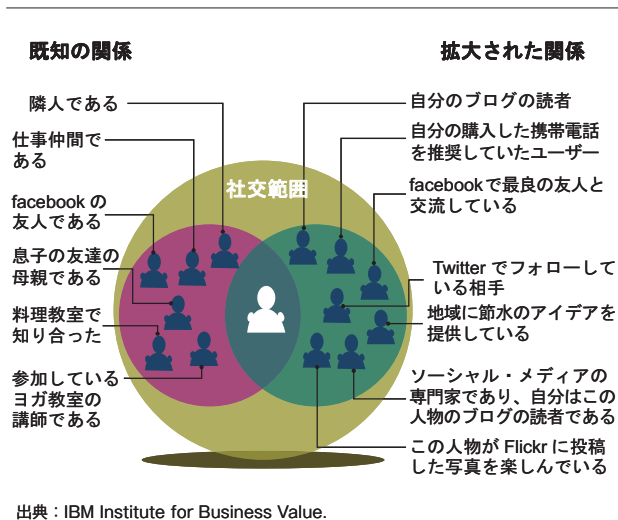 既知の関係
拡大された関係
隣人である
仕事仲間で
ある
facebook の
友人である
息子の友達の
母親である
料理教室で
知り合った
参加している
ヨガ教室の
講師である
社交範囲
自分のブログの読者
自分の購入した携帯電話
を推奨していたユーザー
facebookで最良の友人と
交流している
Twitter でフォローして
いる相手
地域に節水のアイデアを
提供している
ソーシャル・メディアの
専門家であり、自分はこの
人物のブログの読者である
この人物が Flickr に投稿
した写真を楽しんでいる
出典：IBM Institute for Business Value.